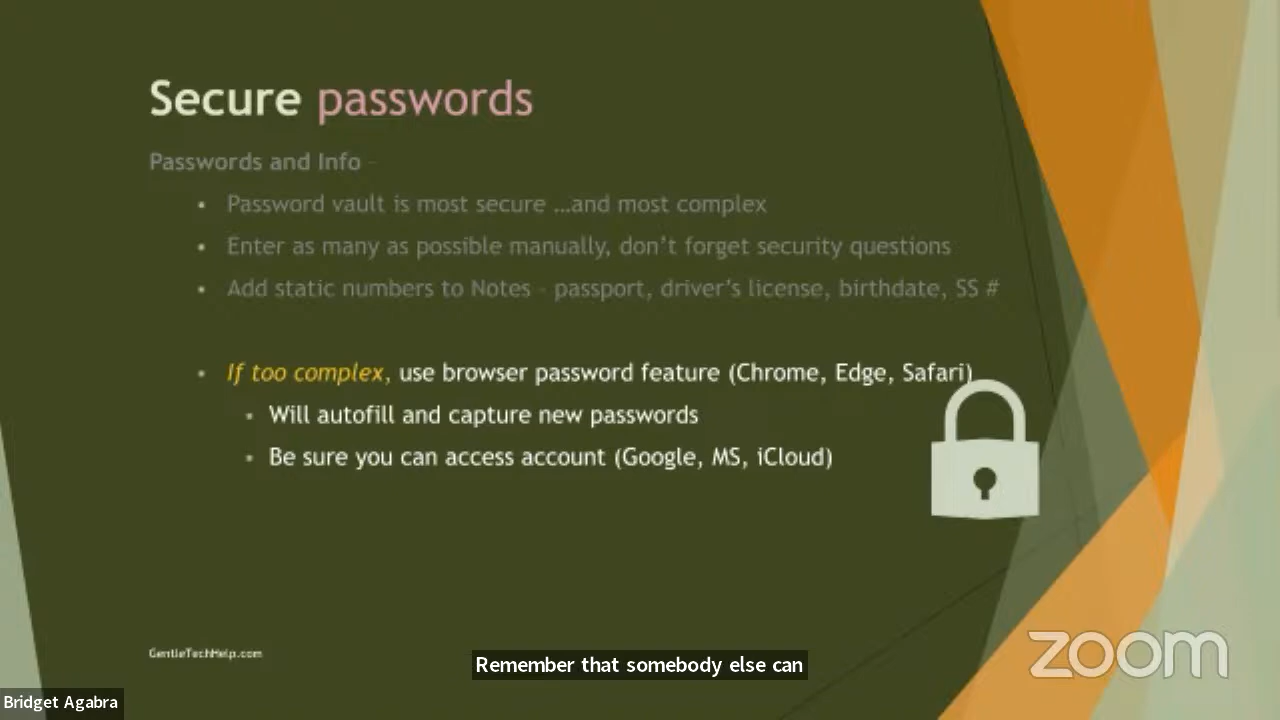 Secure passwords
Passwords and Info –
• Password vault is most secure …and most complex
• Enter as many as possible manually, don't forget security questions
• Add static numbers to Notes - passport, driver's license, birthdate, SS #
• If too complex, use browser password feature (Chrome, Edge, Safari)
• Will autofill and capture new passwords
• Be sure you can access account (Google, MS, iCloud)
GentleTechHelp.com
Remember that somebody else can
zoom
Bridget Agabra